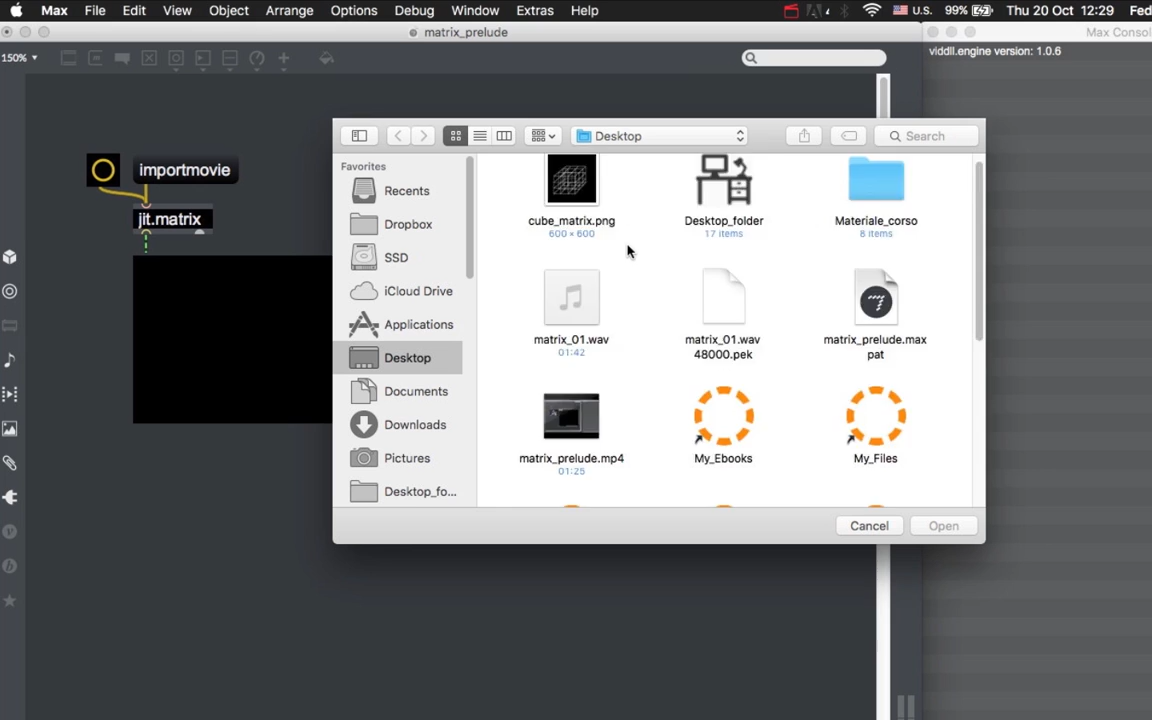 Max File Edit View Object Arrange Options Debug Window Extras Help U.S. 99% Thu 20 Oct 12:29 Fed
matrix_prelude
Max Consol
150%
viddll.engine version: 1.0.6
importmovie
jit.matrix
Desktop
Search
Favorites
Recents
Dropbox
SSD
iCloud Drive
Applications
Desktop
Documents
Downloads
Pictures
Desktop_fo...
cube_matrix.png
600 × 600
Desktop_folder
17 items
Materiale_corso
8 items
matrix_01.wav
01:42
matrix_01.wav
48000.pek
matrix_prelude.max
pat
matrix_prelude.mp4
01:25
My_Ebooks
My_Files
Cancel
Open